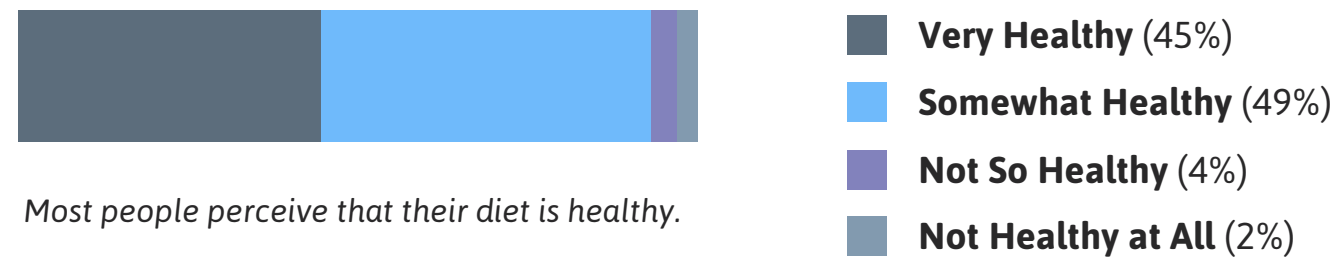 Very Healthy (45%)
Somewhat Healthy (49%)
Not So Healthy (4%)
Not Healthy at All (2%)
Most people perceive that their diet is healthy.